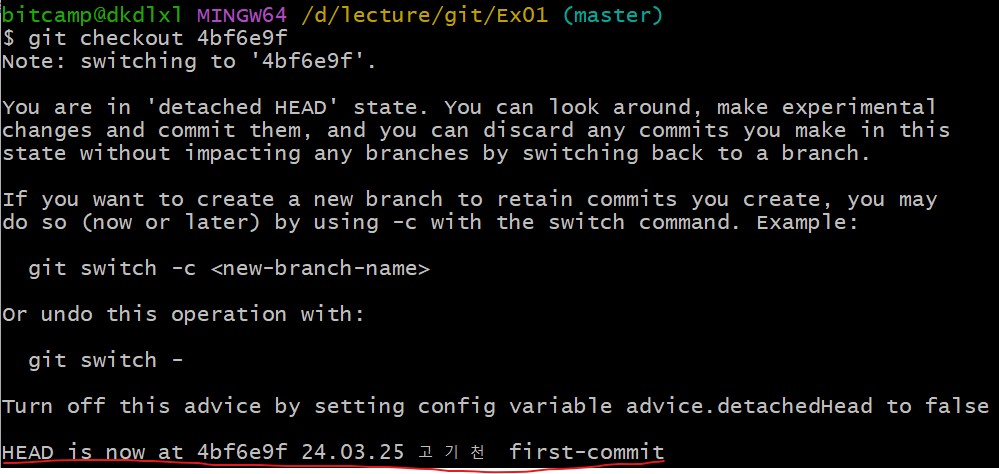 bitcamp@dkdlxl MINGW64 /d/lecture/git/Ex01 (master)
$ git checkout 4bf6e9f
Note: switching to '4bf6e9f'.
You are in 'detached HEAD' state. You can look around, make experimental
changes and commit them, and you can discard any commits you make in this
state without impacting any branches by switching back to a branch.
If you want to create a new branch to retain commits you create, you may
do so (now or later) by using -c with the switch command. Example:
git switch -c <new-branch-name>
Or undo this operation with:
git switch -
Turn off this advice by setting config variable advice.detachedHead to false
HEAD is now at 4bf6e9f 24.03.25 고기천 first-commit